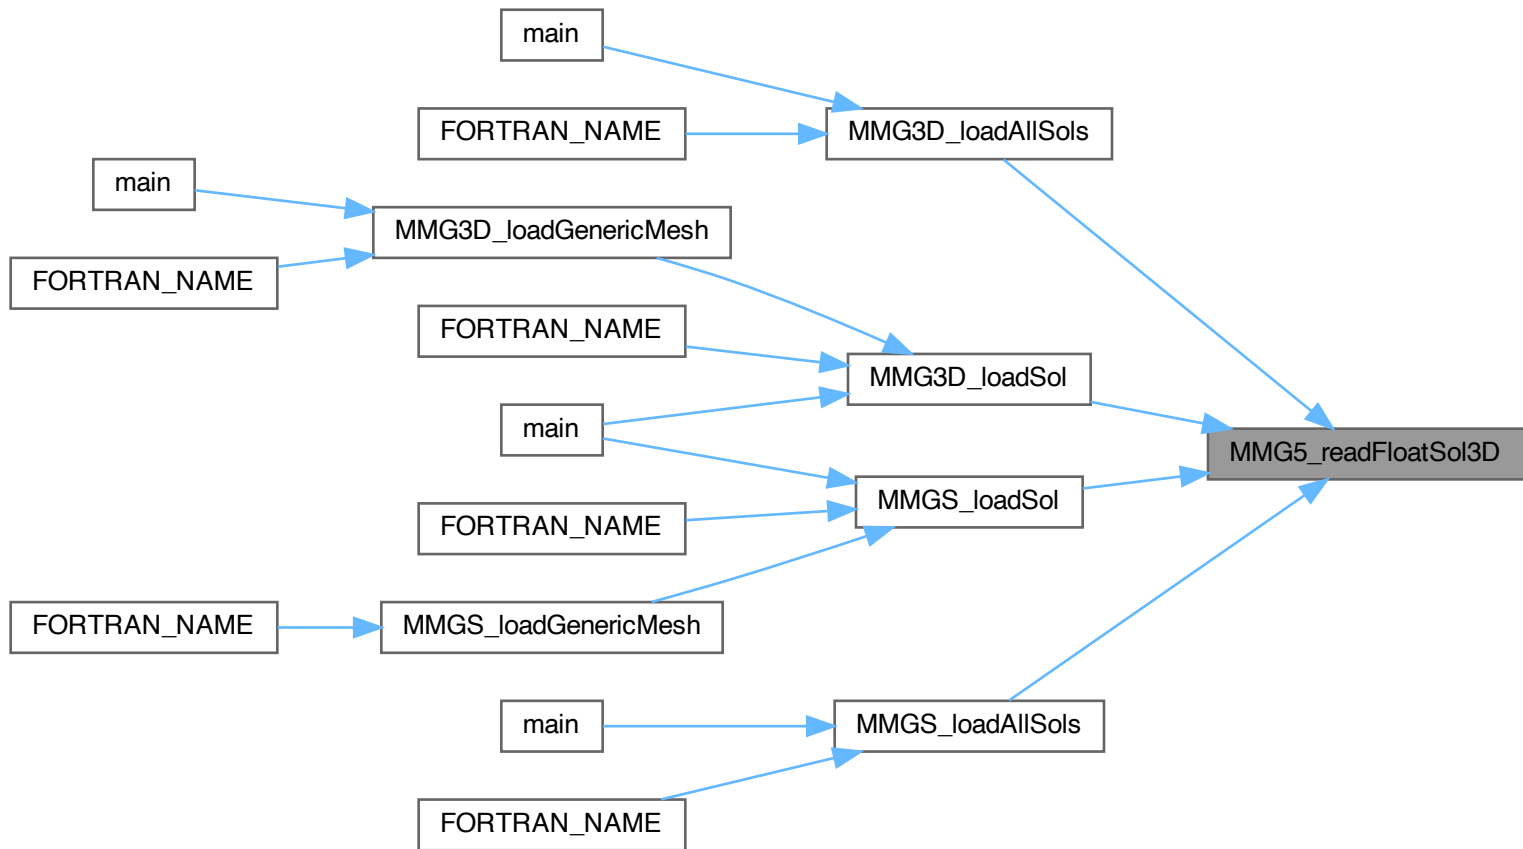 main
FORTRAN_NAME
MMG3D_loadAllSols
main
MMG3D_loadGenericMesh
FORTRAN_NAME
FORTRAN_NAME
MMG3D_loadSol
main
MMG5_readFloatSol3D
MMGS_loadSol
FORTRAN_NAME
FORTRAN_NAME
MMGS_loadGenericMesh
main
MMGS_loadAllSols
FORTRAN_NAME